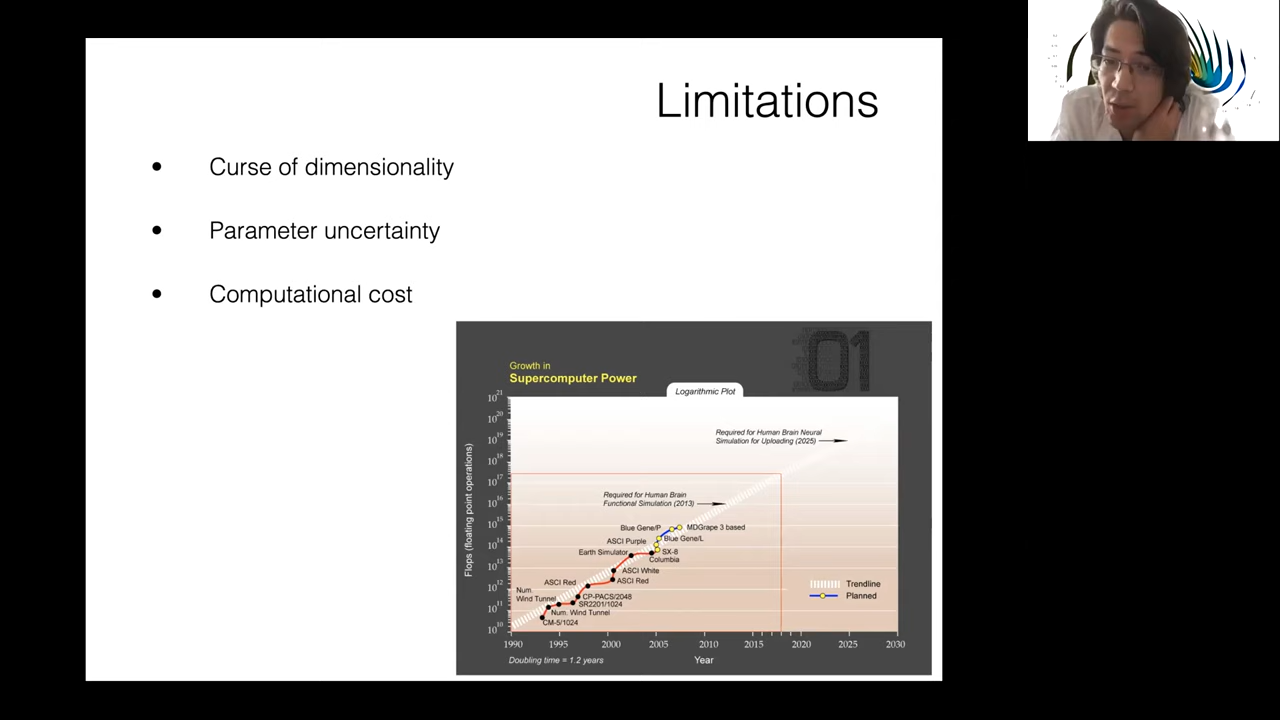 Limitations
• Curse of dimensionality
• Parameter uncertainty
• Computational cost
01
Growth in
Supercomputer Power
Logarithmic Plot
10^21
10^20
10^19
10^18
10^17
10^16
10^15
10^14
10^13
10^12
10^11
10^10
Flops (floating point operations)
Required for Human Brain Neural
Simulation for Uploading (2025)
Required for Human Brain
Functional Simulation (2013)
Blue Gene/P
MDGrape 3 based
ASCI Purple
Blue Gene/L
Earth Simulator
SX-8
Columbia
ASCI White
ASCI Red
ASCI Red
Num.
Wind Tunnel
CP-PACS/2048
SR2201/1024
Num. Wind Tunnel
CM-5/1024
Trendline
Planned
1990 1995 2000 2005 2010 2015 2020 2025 2030
Doubling time = 1.2 years
Year